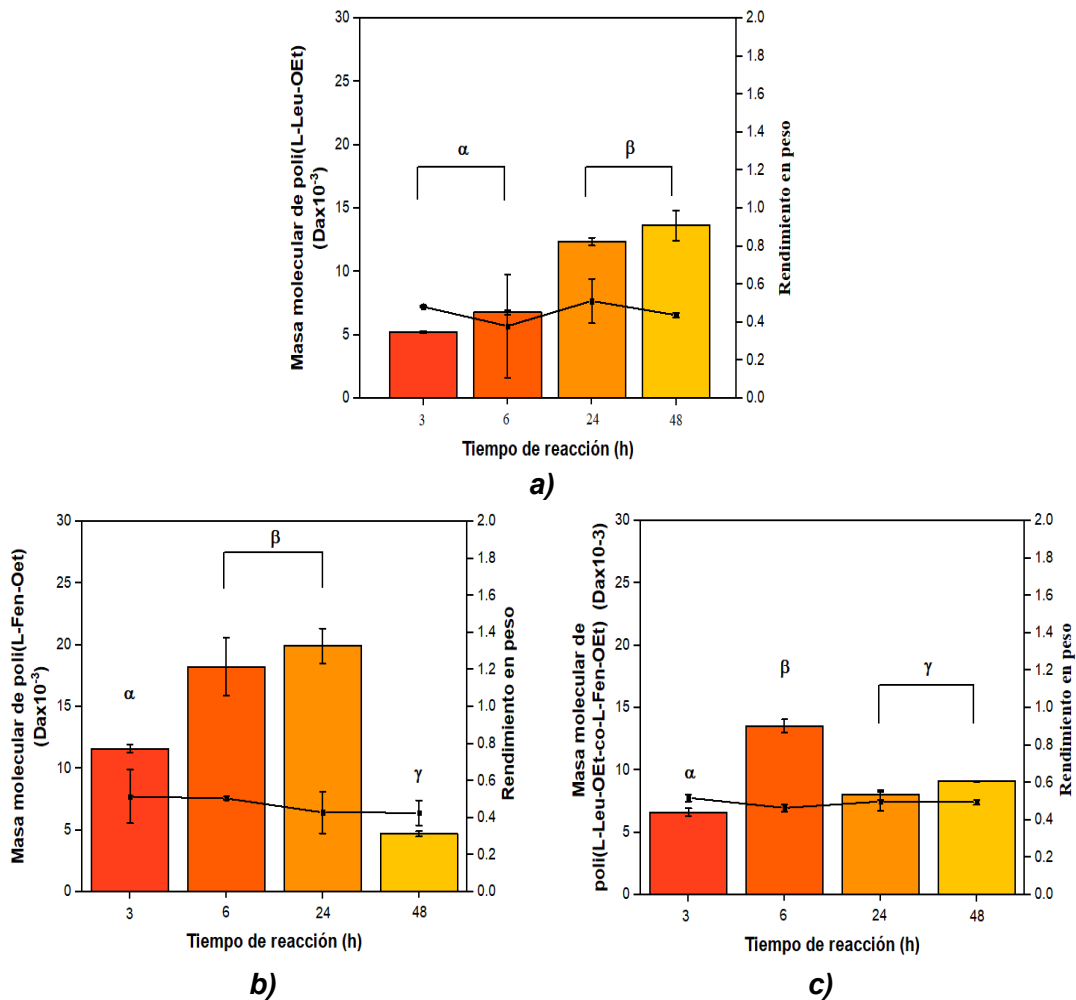 Masa molecular de poli(L-Leu-OEt)
(Dax10-3)
30
25
20
15
10
5
0
α
β
2.0
1.8
1.6
1.4
1.2
1.0
0.8
0.6
0.4
0.2
0.0
Rendimiento en peso
3 6 24 48
Tiempo de reacción (h)
a)
Masa molecular de poli(L-Fen-Oet)
(Dax10-3)
30
25
20
15
10
5
0
α
β
γ
2.0
1.8
1.6
1.4
1.2
1.0
0.8
0.6
0.4
0.2
0.0
Rendimiento en peso
3 6 24 48
Tiempo de reacción (h)
b)
Masa molecular de
poli(L-Leu-OEt-co-L-Fen-OEt) (Dax10-3)
30
25
20
15
10
5
0
α
β
γ
2.0
1.8
1.6
1.4
1.2
1.0
0.8
0.6
0.4
0.2
0.0
Rendimiento en peso
3 6 24 48
Tiempo de reacción (h)
c)